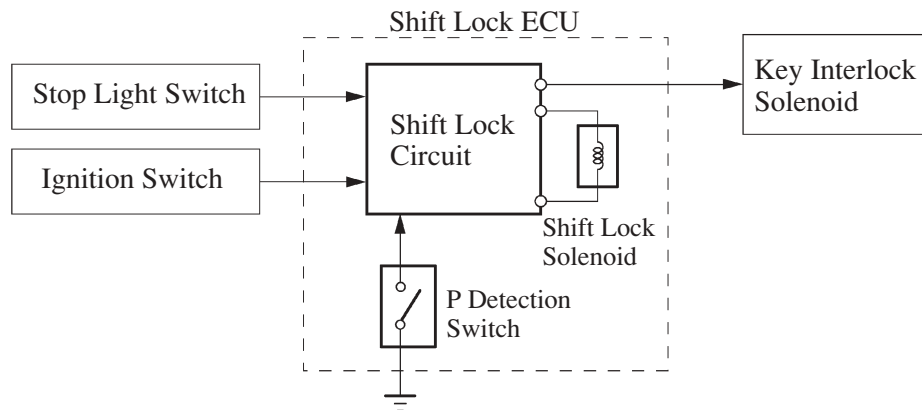 Shift Lock ECU
Stop Light Switch
Ignition Switch
Shift Lock
Circuit
Key Interlock
Solenoid
Shift Lock
Solenoid
P Detection
Switch